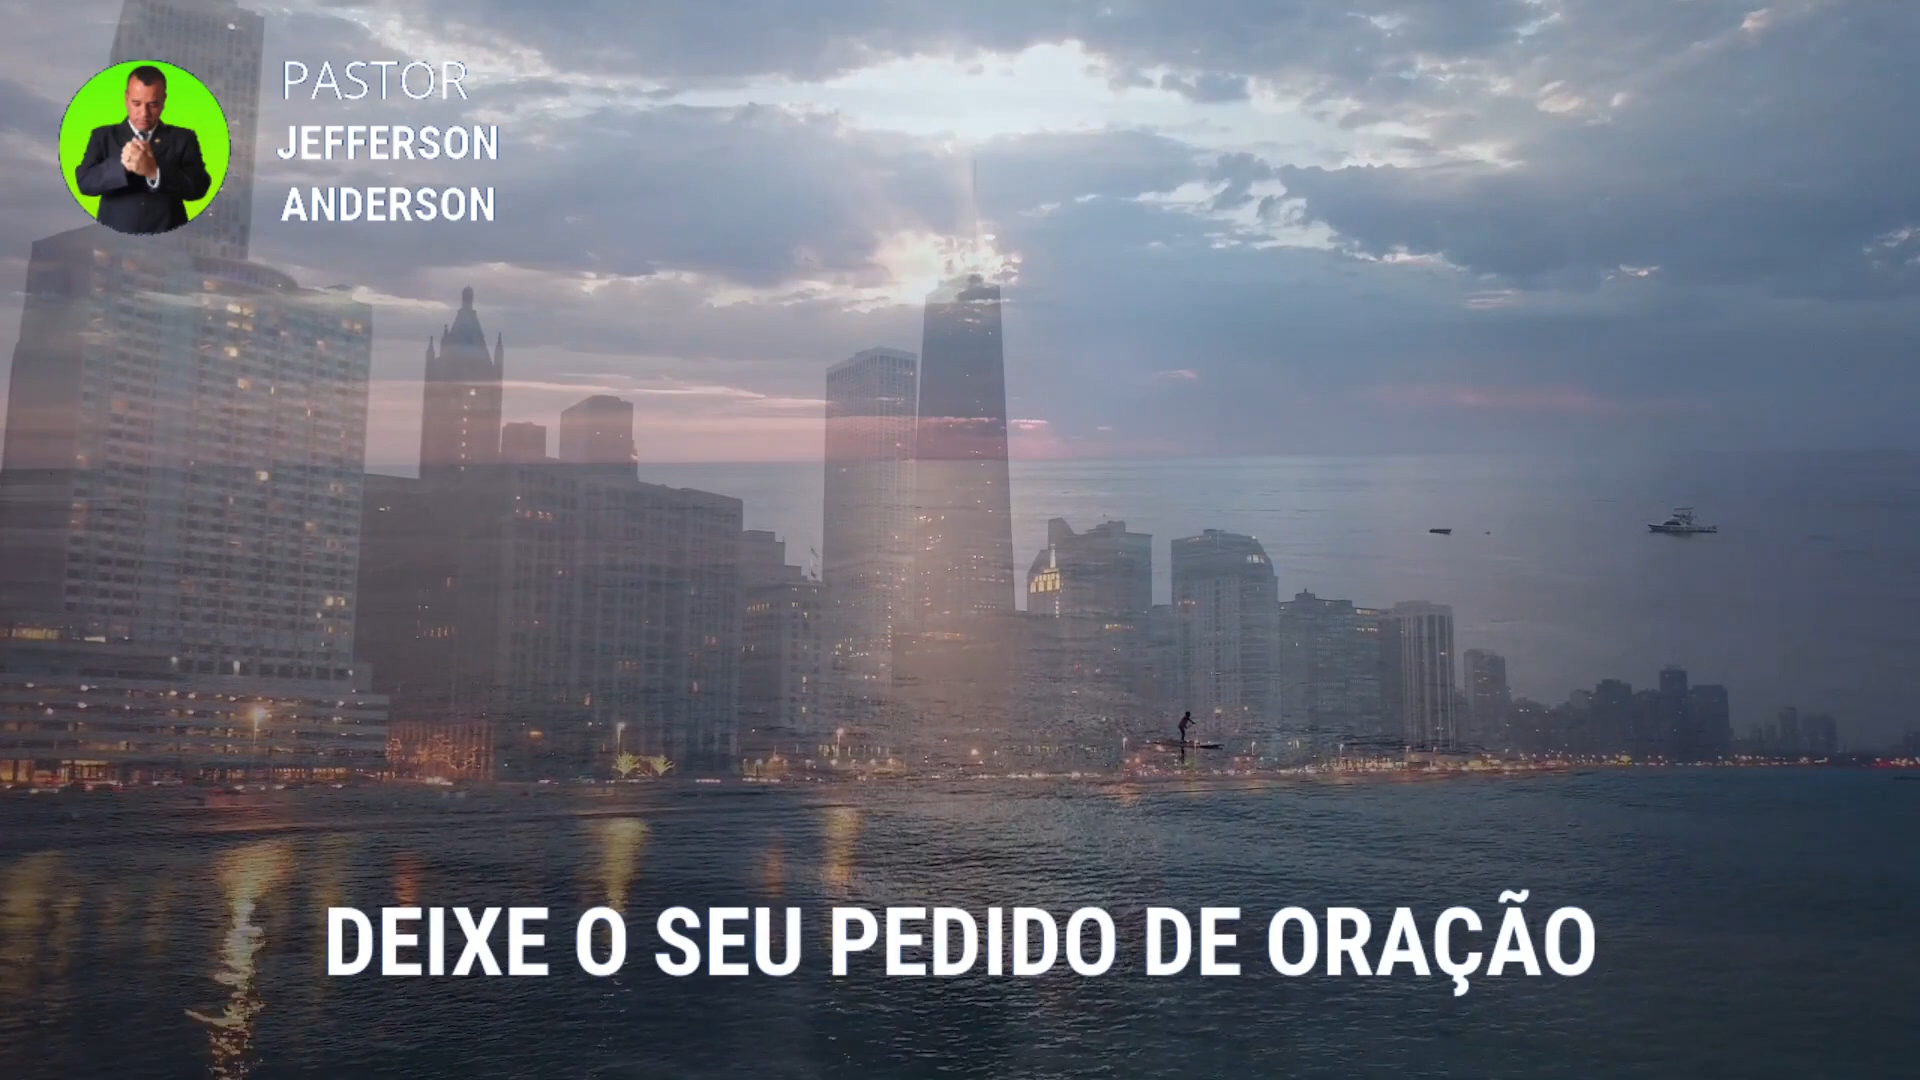 PASTOR
JEFFERSON
ANDERSON
DEIXE O SEU PEDIDO DE ORAÇÃO